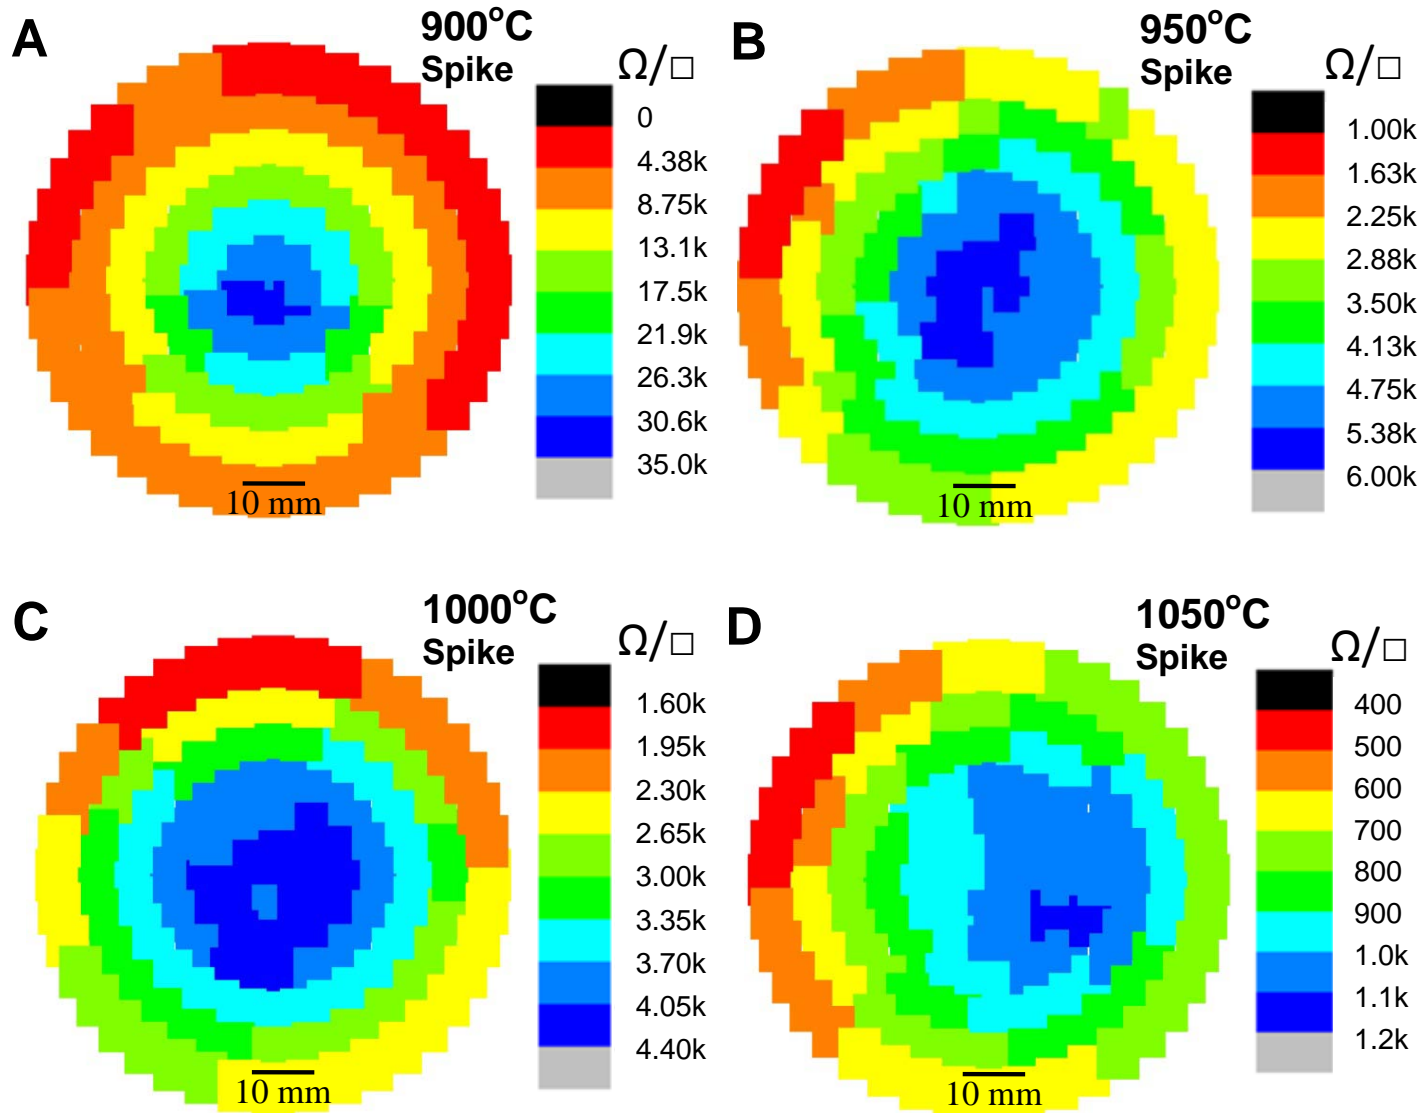 A
900°C
Spike
Ω/□
0
4.38k
8.75k
13.1k
17.5k
21.9k
26.3k
30.6k
35.0k
10 mm
B
950°C
Spike
Ω/□
1.00k
1.63k
2.25k
2.88k
3.50k
4.13k
4.75k
5.38k
6.00k
10 mm
C
1000°C
Spike
Ω/□
1.60k
1.95k
2.30k
2.65k
3.00k
3.35k
3.70k
4.05k
4.40k
10 mm
D
1050°C
Spike
Ω/□
400
500
600
700
800
900
1.0k
1.1k
1.2k
10 mm